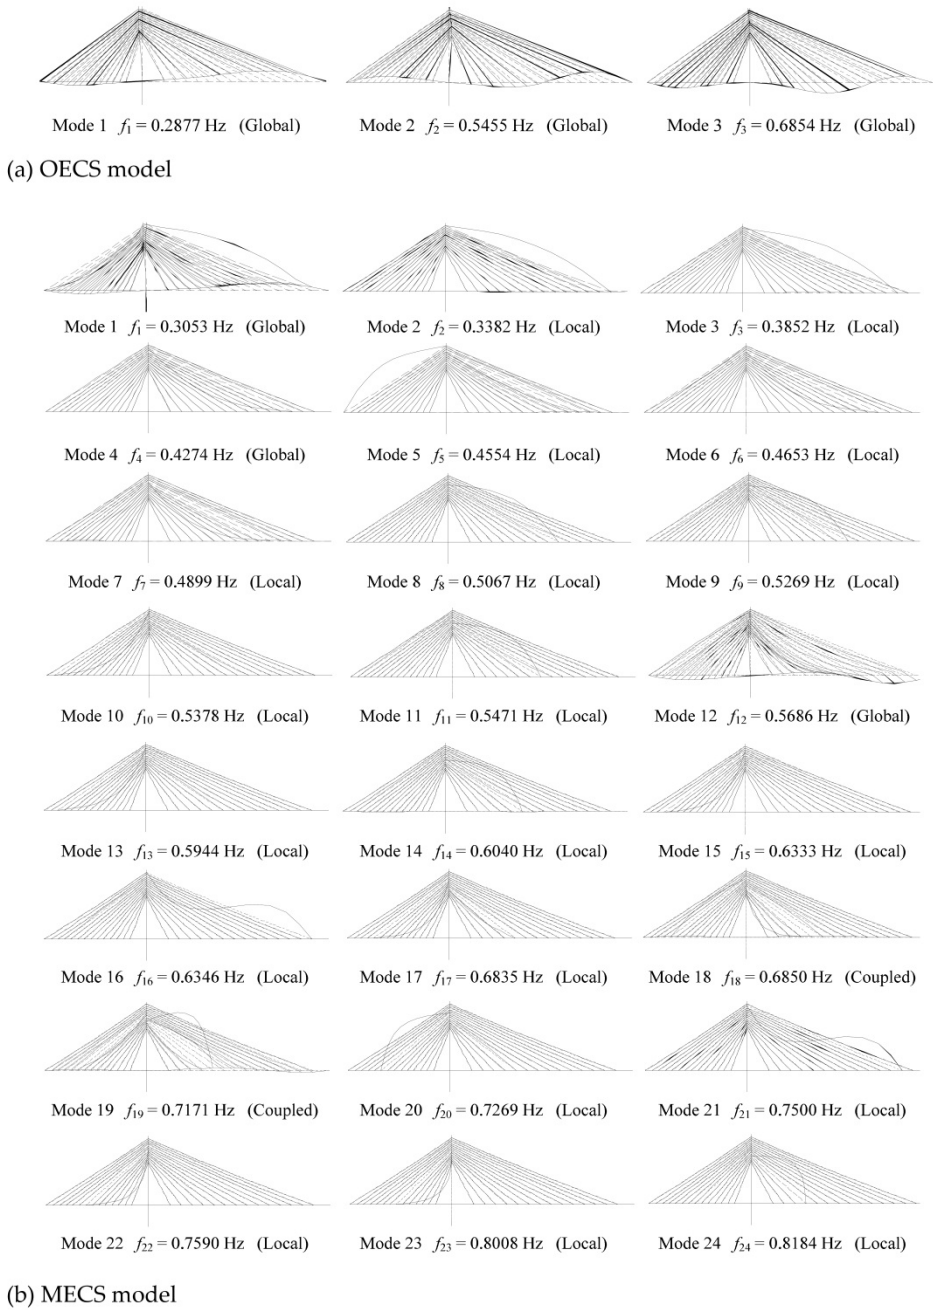 Mode 1 f1 = 0.2877 Hz (Global) Mode 2 f2 = 0.5455 Hz (Global) Mode 3 f3 = 0.6854 Hz (Global)
(a) OECS model
Mode 1 f1 = 0.3053 Hz (Global) Mode 2 f2 = 0.3382 Hz (Local) Mode 3 f3 = 0.3852 Hz (Local)
Mode 4 f4 = 0.4274 Hz (Global) Mode 5 f5 = 0.4554 Hz (Local) Mode 6 f6 = 0.4653 Hz (Local)
Mode 7 f7 = 0.4899 Hz (Local) Mode 8 f8 = 0.5067 Hz (Local) Mode 9 f9 = 0.5269 Hz (Local)
Mode 10 f10 = 0.5378 Hz (Local) Mode 11 f11 = 0.5471 Hz (Local) Mode 12 f12 = 0.5686 Hz (Global)
Mode 13 f13 = 0.5944 Hz (Local) Mode 14 f14 = 0.6040 Hz (Local) Mode 15 f15 = 0.6333 Hz (Local)
Mode 16 f16 = 0.6346 Hz (Local) Mode 17 f17 = 0.6835 Hz (Local) Mode 18 f18 = 0.6850 Hz (Coupled)
Mode 19 f19 = 0.7171 Hz (Coupled) Mode 20 f20 = 0.7269 Hz (Local) Mode 21 f21 = 0.7500 Hz (Local)
Mode 22 f22 = 0.7590 Hz (Local) Mode 23 f23 = 0.8008 Hz (Local) Mode 24 f24 = 0.8184 Hz (Local)
(b) MECS model